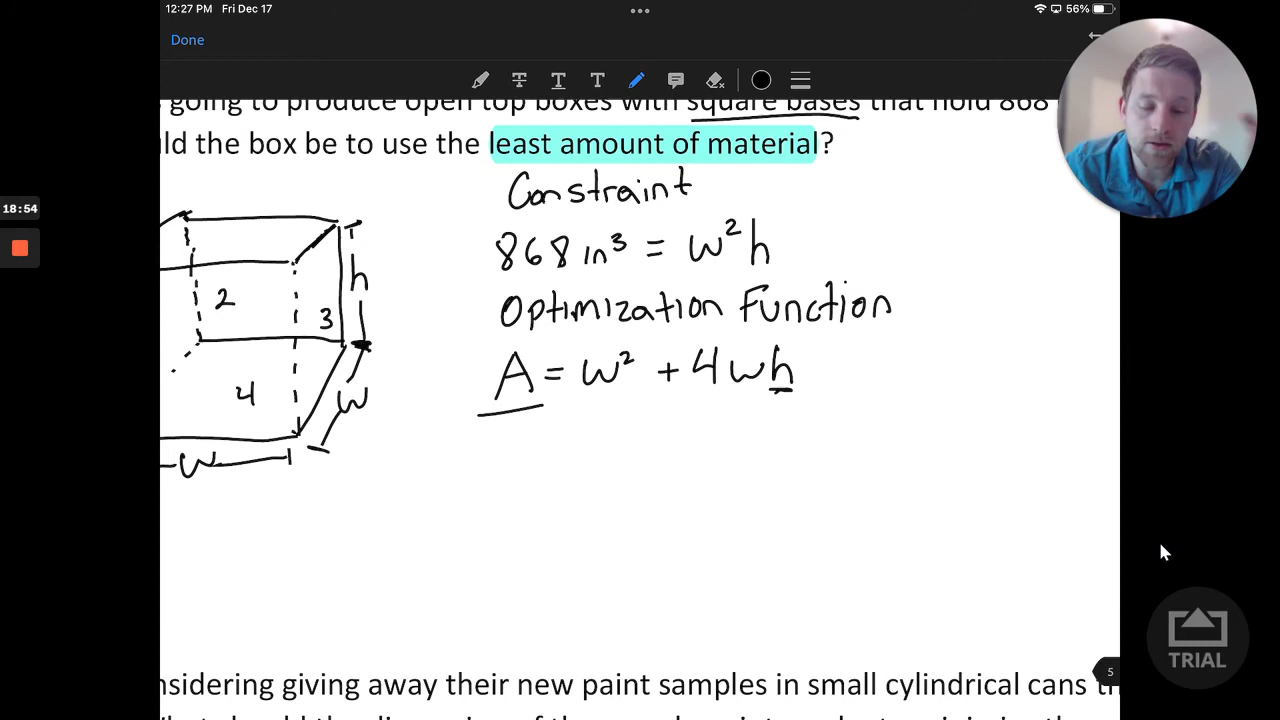 12:27 PM Fri Dec 17
56%
Done
going to produce open top boxes with square bases that hold 868
uld the box be to use the least amount of material?
Constraint
18:54
868 in³ = w²h
h
2
Optimization Function
3
A = w² + 4wh
4
w
w
TRIAL
5
nsidering giving away their new paint samples in small cylindrical cans th